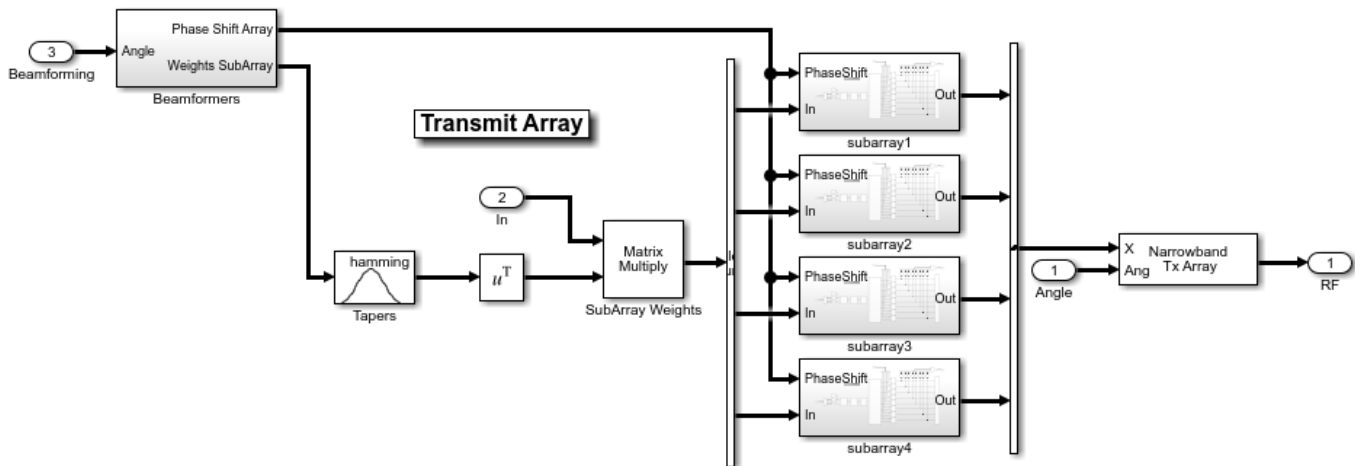 3
Beamforming
Angle
Phase Shift Array
Weights SubArray
Beamformers
Transmit Array
2
In
hamming
Tapers
uT
Matrix
Multiply
SubArray Weights
PhaseShift
In
Out
subarray1
PhaseShift
In
Out
subarray2
PhaseShift
In
Out
subarray3
PhaseShift
In
Out
subarray4
1
Angle
X
Ang
Narrowband
Tx Array
1
RF